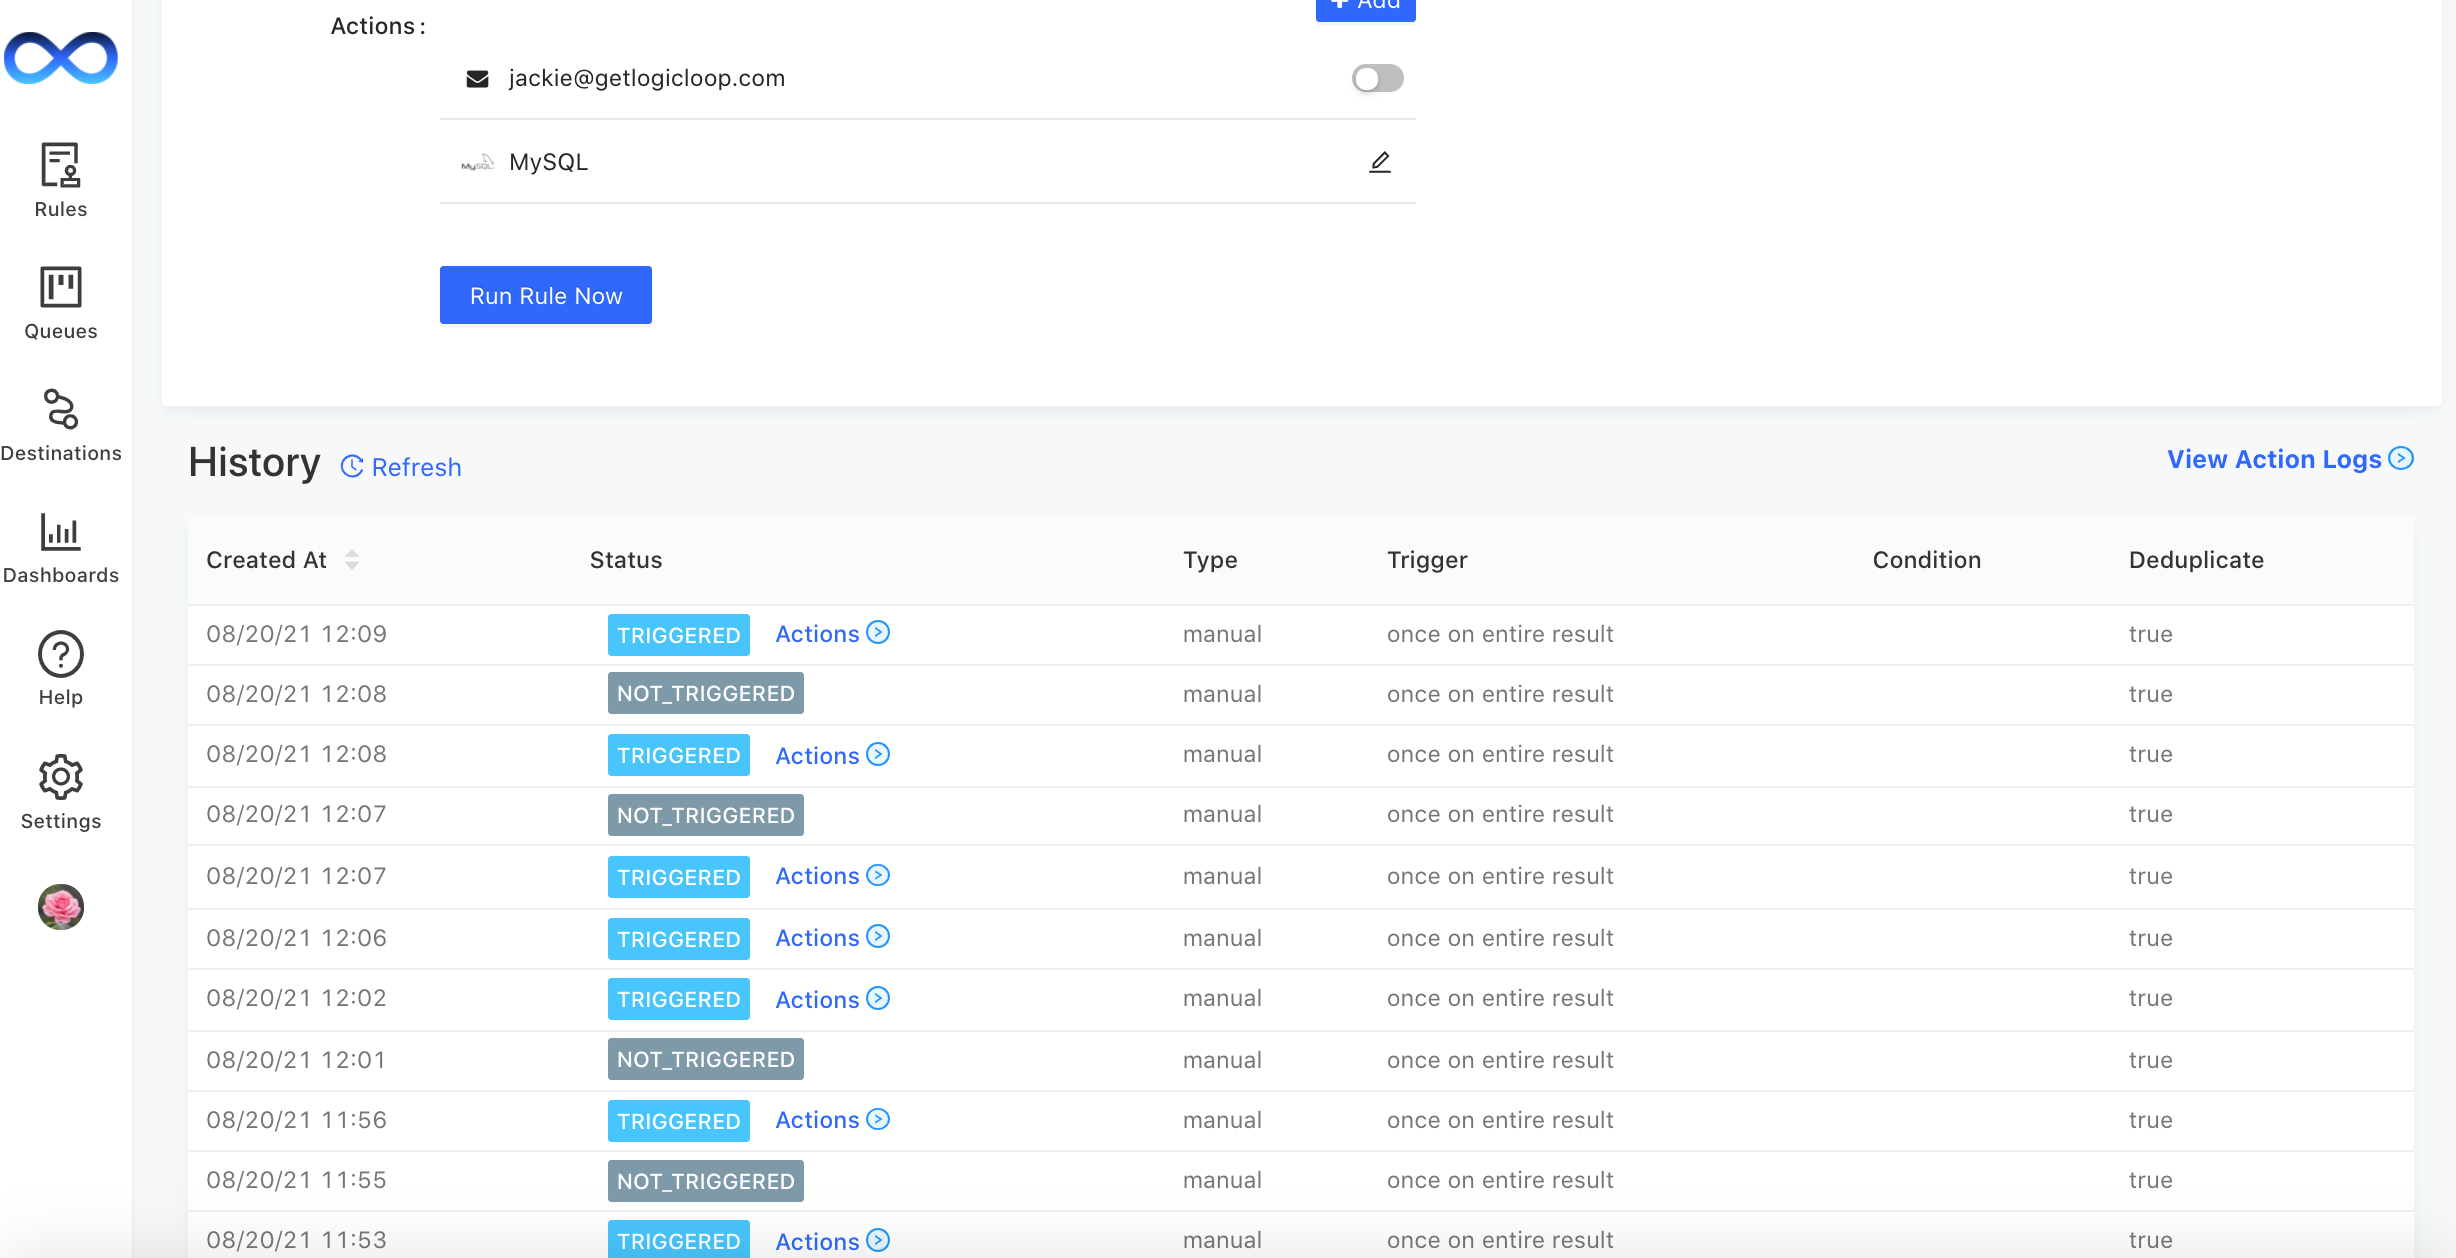 + Add
Actions :
jackie@getlogicloop.com
MySQL MySQL
Run Rule Now
Rules
Queues
Destinations
Dashboards
Help
Settings
History Refresh View Action Logs
Created At Status Type Trigger Condition Deduplicate
08/20/21 12:09 TRIGGERED Actions manual once on entire result true
08/20/21 12:08 NOT_TRIGGERED manual once on entire result true
08/20/21 12:08 TRIGGERED Actions manual once on entire result true
08/20/21 12:07 NOT_TRIGGERED manual once on entire result true
08/20/21 12:07 TRIGGERED Actions manual once on entire result true
08/20/21 12:06 TRIGGERED Actions manual once on entire result true
08/20/21 12:02 TRIGGERED Actions manual once on entire result true
08/20/21 12:01 NOT_TRIGGERED manual once on entire result true
08/20/21 11:56 TRIGGERED Actions manual once on entire result true
08/20/21 11:55 NOT_TRIGGERED manual once on entire result true
08/20/21 11:53 TRIGGERED Actions manual once on entire result true